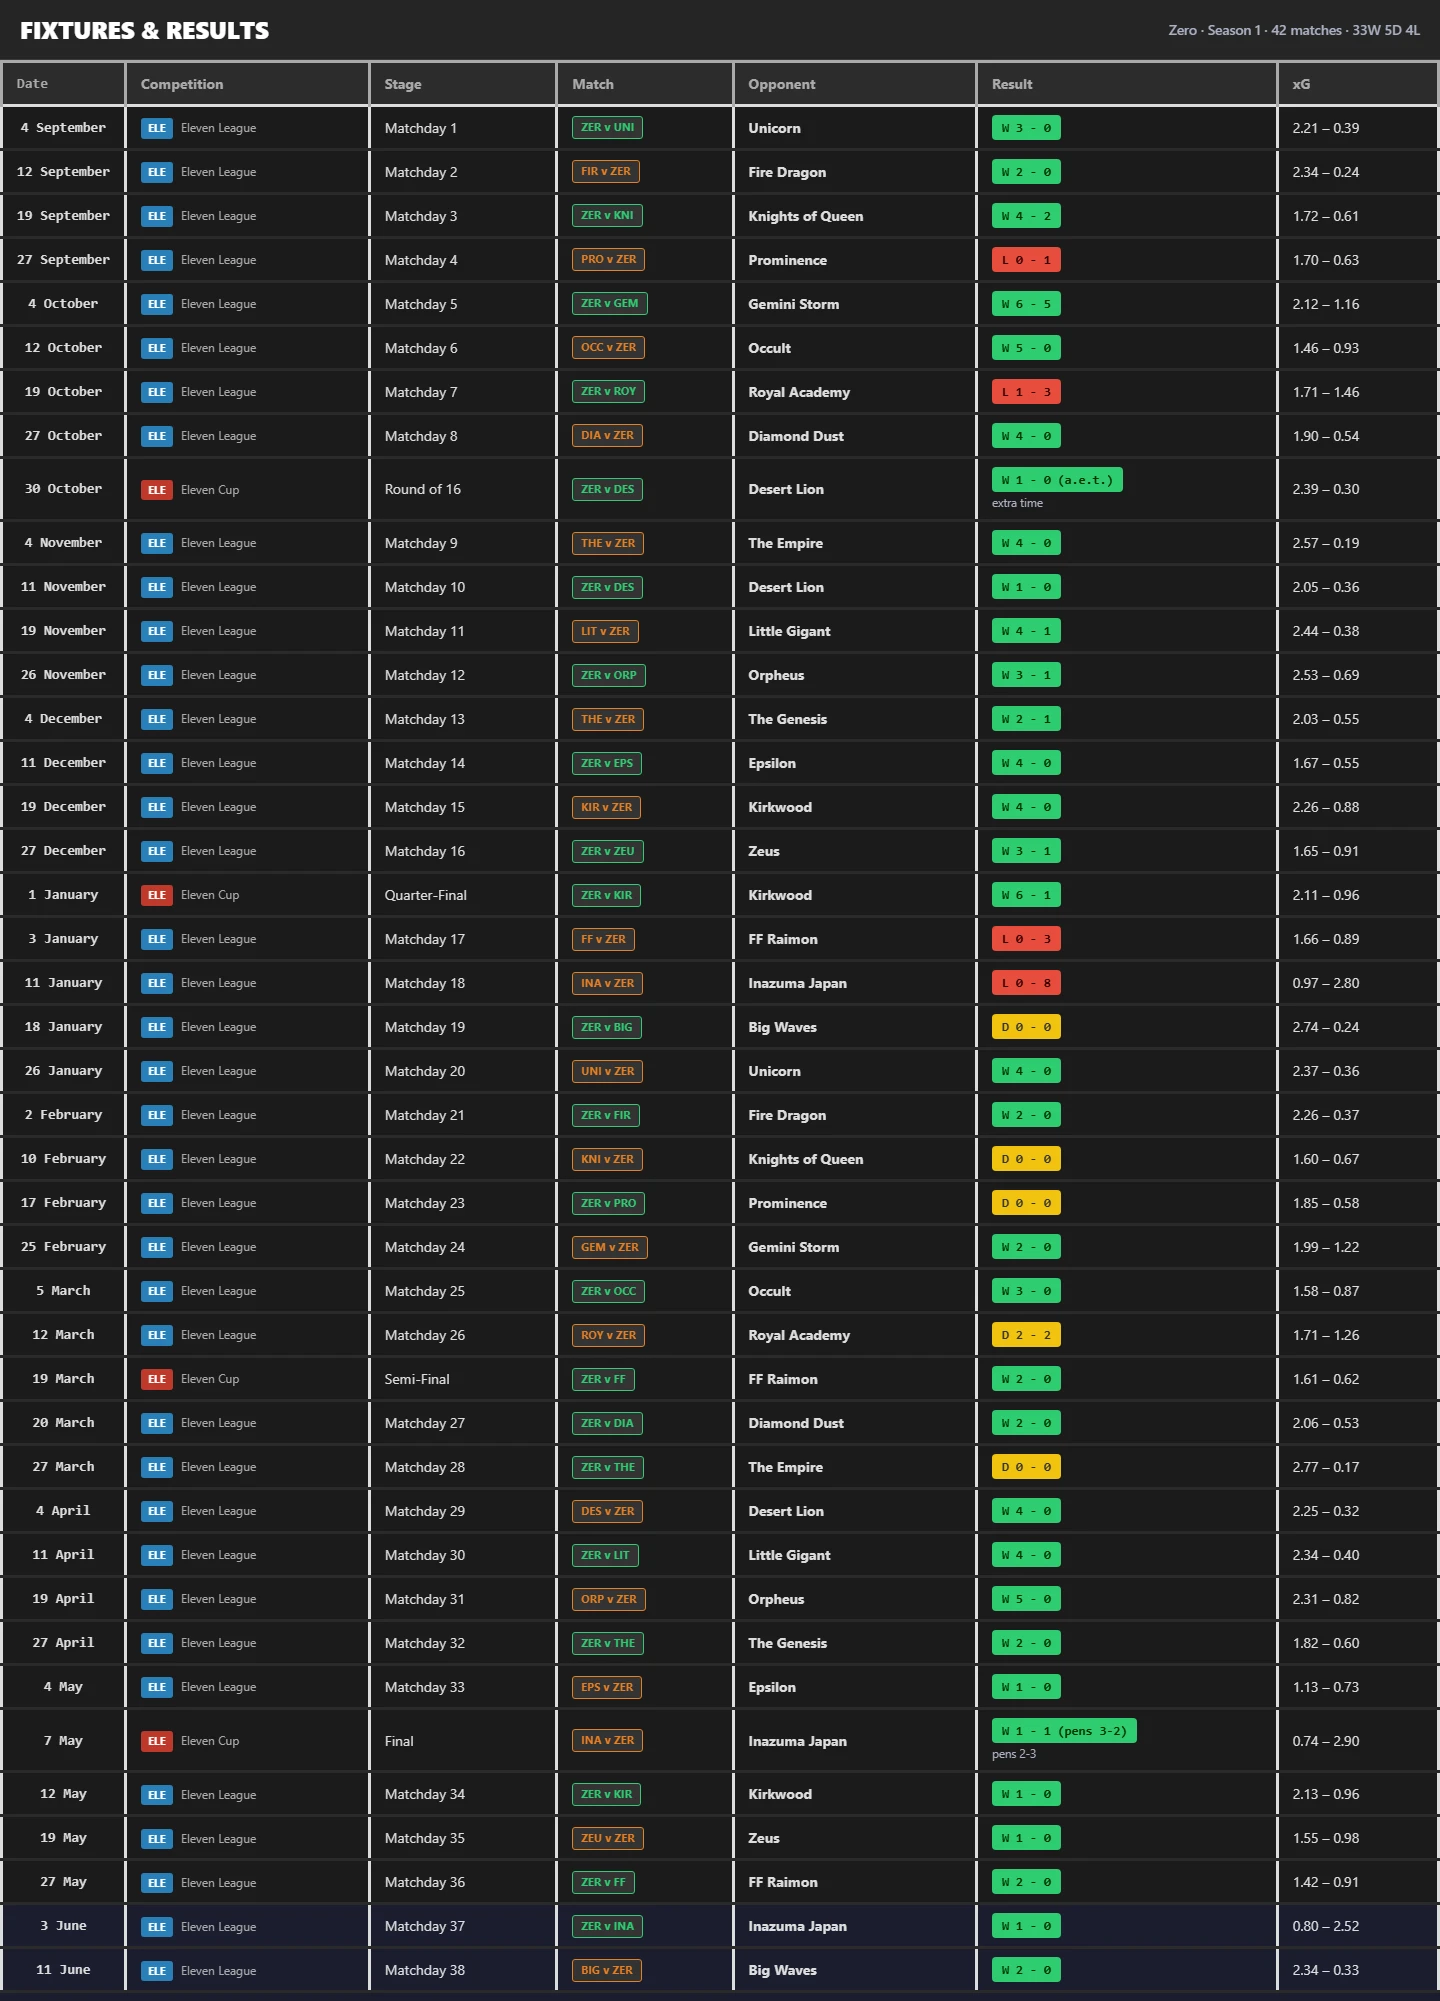 FIXTURES & RESULTS
Zero · Season 1 · 42 matches · 33W 5D 4L
Date Competition Stage Match Opponent Result xG
4 September ELE Eleven League Matchday 1 ZER v UNI Unicorn W 3 - 0 2.21 – 0.39
12 September ELE Eleven League Matchday 2 FIR v ZER Fire Dragon W 2 - 0 2.34 – 0.24
19 September ELE Eleven League Matchday 3 ZER v KNI Knights of Queen W 4 - 2 1.72 – 0.61
27 September ELE Eleven League Matchday 4 PRO v ZER Prominence L 0 - 1 1.70 – 0.63
4 October ELE Eleven League Matchday 5 ZER v GEM Gemini Storm W 6 - 5 2.12 – 1.16
12 October ELE Eleven League Matchday 6 OCC v ZER Occult W 5 - 0 1.46 – 0.93
19 October ELE Eleven League Matchday 7 ZER v ROY Royal Academy L 1 - 3 1.71 – 1.46
27 October ELE Eleven League Matchday 8 DIA v ZER Diamond Dust W 4 - 0 1.90 – 0.54
30 October ELE Eleven Cup Round of 16 ZER v DES Desert Lion W 1 - 0 (a.e.t.) 2.39 – 0.30
extra time
4 November ELE Eleven League Matchday 9 THE v ZER The Empire W 4 - 0 2.57 – 0.19
11 November ELE Eleven League Matchday 10 ZER v DES Desert Lion W 1 - 0 2.05 – 0.36
19 November ELE Eleven League Matchday 11 LIT v ZER Little Gigant W 4 - 1 2.44 – 0.38
26 November ELE Eleven League Matchday 12 ZER v ORP Orpheus W 3 - 1 2.53 – 0.69
4 December ELE Eleven League Matchday 13 THE v ZER The Genesis W 2 - 1 2.03 – 0.55
11 December ELE Eleven League Matchday 14 ZER v EPS Epsilon W 4 - 0 1.67 – 0.55
19 December ELE Eleven League Matchday 15 KIR v ZER Kirkwood W 4 - 0 2.26 – 0.88
27 December ELE Eleven League Matchday 16 ZER v ZEU Zeus W 3 - 1 1.65 – 0.91
1 January ELE Eleven Cup Quarter-Final ZER v KIR Kirkwood W 6 - 1 2.11 – 0.96
3 January ELE Eleven League Matchday 17 FF v ZER FF Raimon L 0 - 3 1.66 – 0.89
11 January ELE Eleven League Matchday 18 INA v ZER Inazuma Japan L 0 - 8 0.97 – 2.80
18 January ELE Eleven League Matchday 19 ZER v BIG Big Waves D 0 - 0 2.74 – 0.24
26 January ELE Eleven League Matchday 20 UNI v ZER Unicorn W 4 - 0 2.37 – 0.36
2 February ELE Eleven League Matchday 21 ZER v FIR Fire Dragon W 2 - 0 2.26 – 0.37
10 February ELE Eleven League Matchday 22 KNI v ZER Knights of Queen D 0 - 0 1.60 – 0.67
17 February ELE Eleven League Matchday 23 ZER v PRO Prominence D 0 - 0 1.85 – 0.58
25 February ELE Eleven League Matchday 24 GEM v ZER Gemini Storm W 2 - 0 1.99 – 1.22
5 March ELE Eleven League Matchday 25 ZER v OCC Occult W 3 - 0 1.58 – 0.87
12 March ELE Eleven League Matchday 26 ROY v ZER Royal Academy D 2 - 2 1.71 – 1.26
19 March ELE Eleven Cup Semi-Final ZER v FF FF Raimon W 2 - 0 1.61 – 0.62
20 March ELE Eleven League Matchday 27 ZER v DIA Diamond Dust W 2 - 0 2.06 – 0.53
27 March ELE Eleven League Matchday 28 ZER v THE The Empire D 0 - 0 2.77 – 0.17
4 April ELE Eleven League Matchday 29 DES v ZER Desert Lion W 4 - 0 2.25 – 0.32
11 April ELE Eleven League Matchday 30 ZER v LIT Little Gigant W 4 - 0 2.34 – 0.40
19 April ELE Eleven League Matchday 31 ORP v ZER Orpheus W 5 - 0 2.31 – 0.82
27 April ELE Eleven League Matchday 32 ZER v THE The Genesis W 2 - 0 1.82 – 0.60
4 May ELE Eleven League Matchday 33 EPS v ZER Epsilon W 1 - 0 1.13 – 0.73
7 May ELE Eleven Cup Final INA v ZER Inazuma Japan W 1 - 1 (pens 3-2) 0.74 – 2.90
pens 2-3
12 May ELE Eleven League Matchday 34 ZER v KIR Kirkwood W 1 - 0 2.13 – 0.96
19 May ELE Eleven League Matchday 35 ZEU v ZER Zeus W 1 - 0 1.55 – 0.98
27 May ELE Eleven League Matchday 36 ZER v FF FF Raimon W 2 - 0 1.42 – 0.91
3 June ELE Eleven League Matchday 37 ZER v INA Inazuma Japan W 1 - 0 0.80 – 2.52
11 June ELE Eleven League Matchday 38 BIG v ZER Big Waves W 2 - 0 2.34 – 0.33